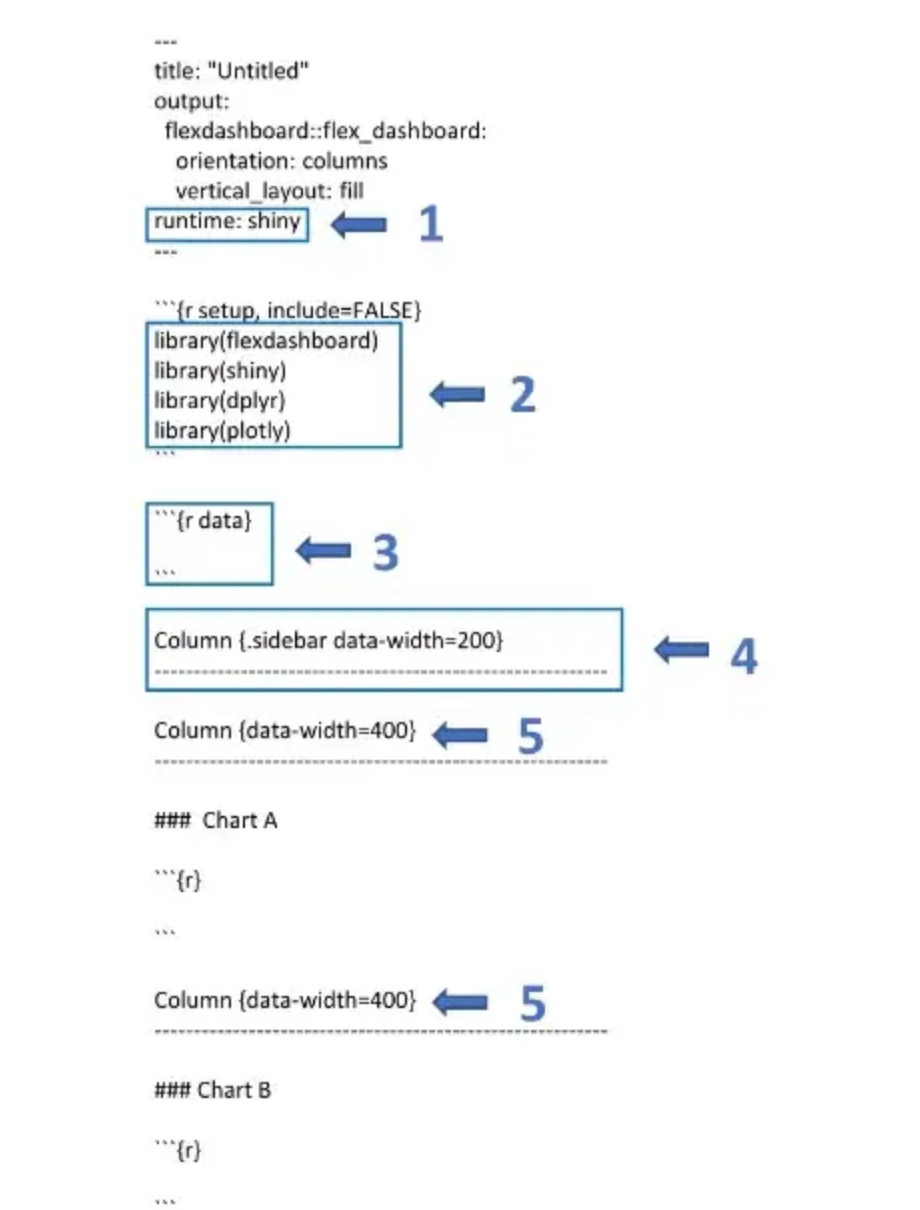 ---
title: "Untitled"
output:
flexdashboard::flex_dashboard:
orientation: columns
vertical_layout: fill
runtime: shiny 1
---
```{r setup, include=FALSE}
library(flexdashboard)
library(shiny)
library(dplyr)
library(plotly)
2
```
```{r data}
3
```
Column {.sidebar data-width=200}
4
-----------------------------------------------------------------
Column {data-width=400} 5
-----------------------------------------------------------------
### Chart A
```{r}
```
Column {data-width=400} 5
-----------------------------------------------------------------
### Chart B
```{r}
```